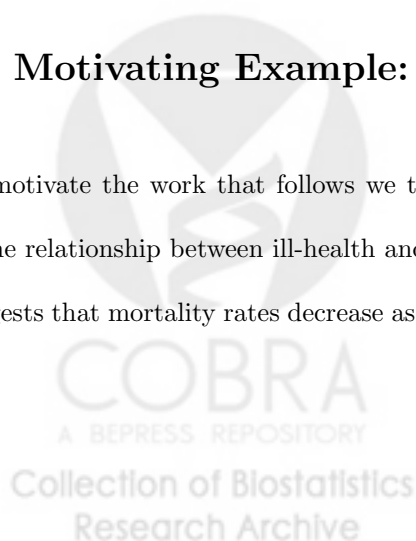 Motivating Example:
motivate the work that follows we t
relationship between ill-health and
ests that mortality rates decrease as
COBRA
A BEPRESS REPOSITORY
Collection of Biostatistics
Research Archive